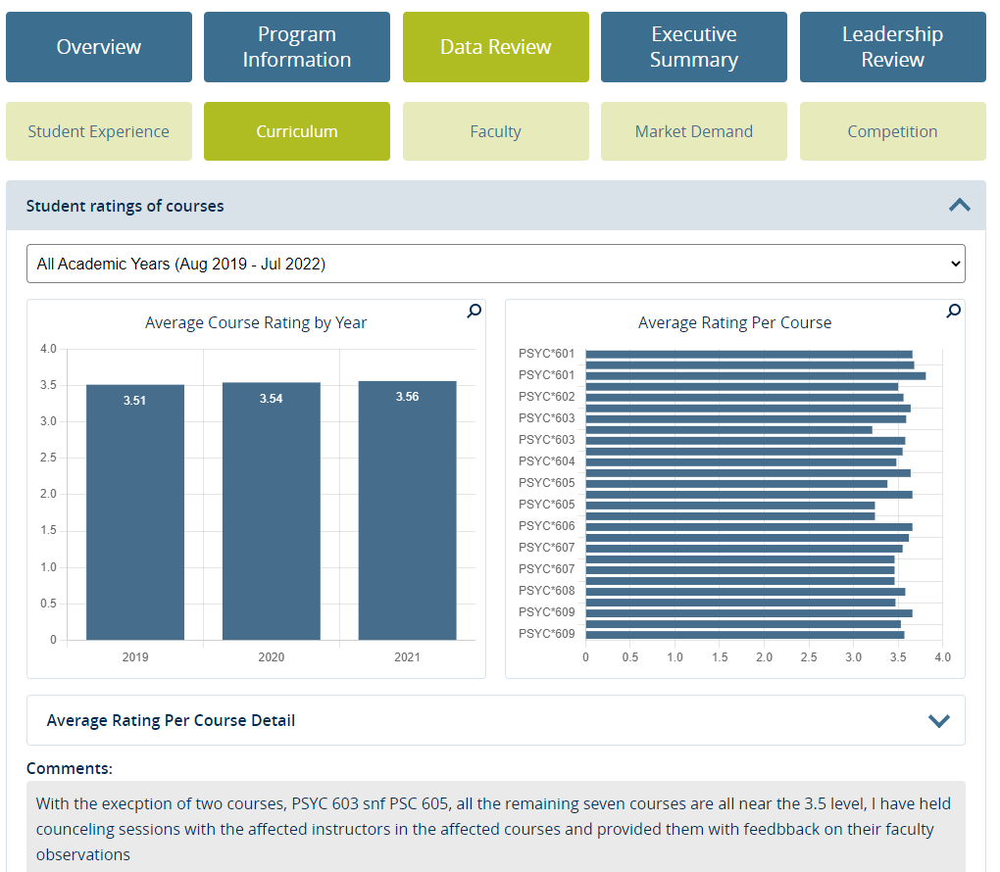 Overview
Program
Information
Data Review
Executive
Summary
Leadership
Review
Student Experience
Curriculum
Faculty
Market Demand
Competition
Student ratings of courses
All Academic Years (Aug 2019 - Jul 2022)
Average Course Rating by Year
4.0
3.5
3.0
2.5
2.0
1.5
1.0
0.5
0
3.51
3.54
3.56
2019
2020
2021
Average Rating Per Course
PSYC*601
PSYC*601
PSYC*602
PSYC*603
PSYC*603
PSYC*604
PSYC*605
PSYC*605
PSYC*606
PSYC*607
PSYC*607
PSYC*608
PSYC*609
PSYC*609
0
0.5
1.0
1.5
2.0
2.5
3.0
3.5
4.0
Average Rating Per Course Detail
Comments:
With the execption of two courses, PSYC 603 snf PSC 605, all the remaining seven courses are all near the 3.5 level, I have held
counceling sessions with the affected instructors in the affected courses and provided them with feedbback on their faculty
observations